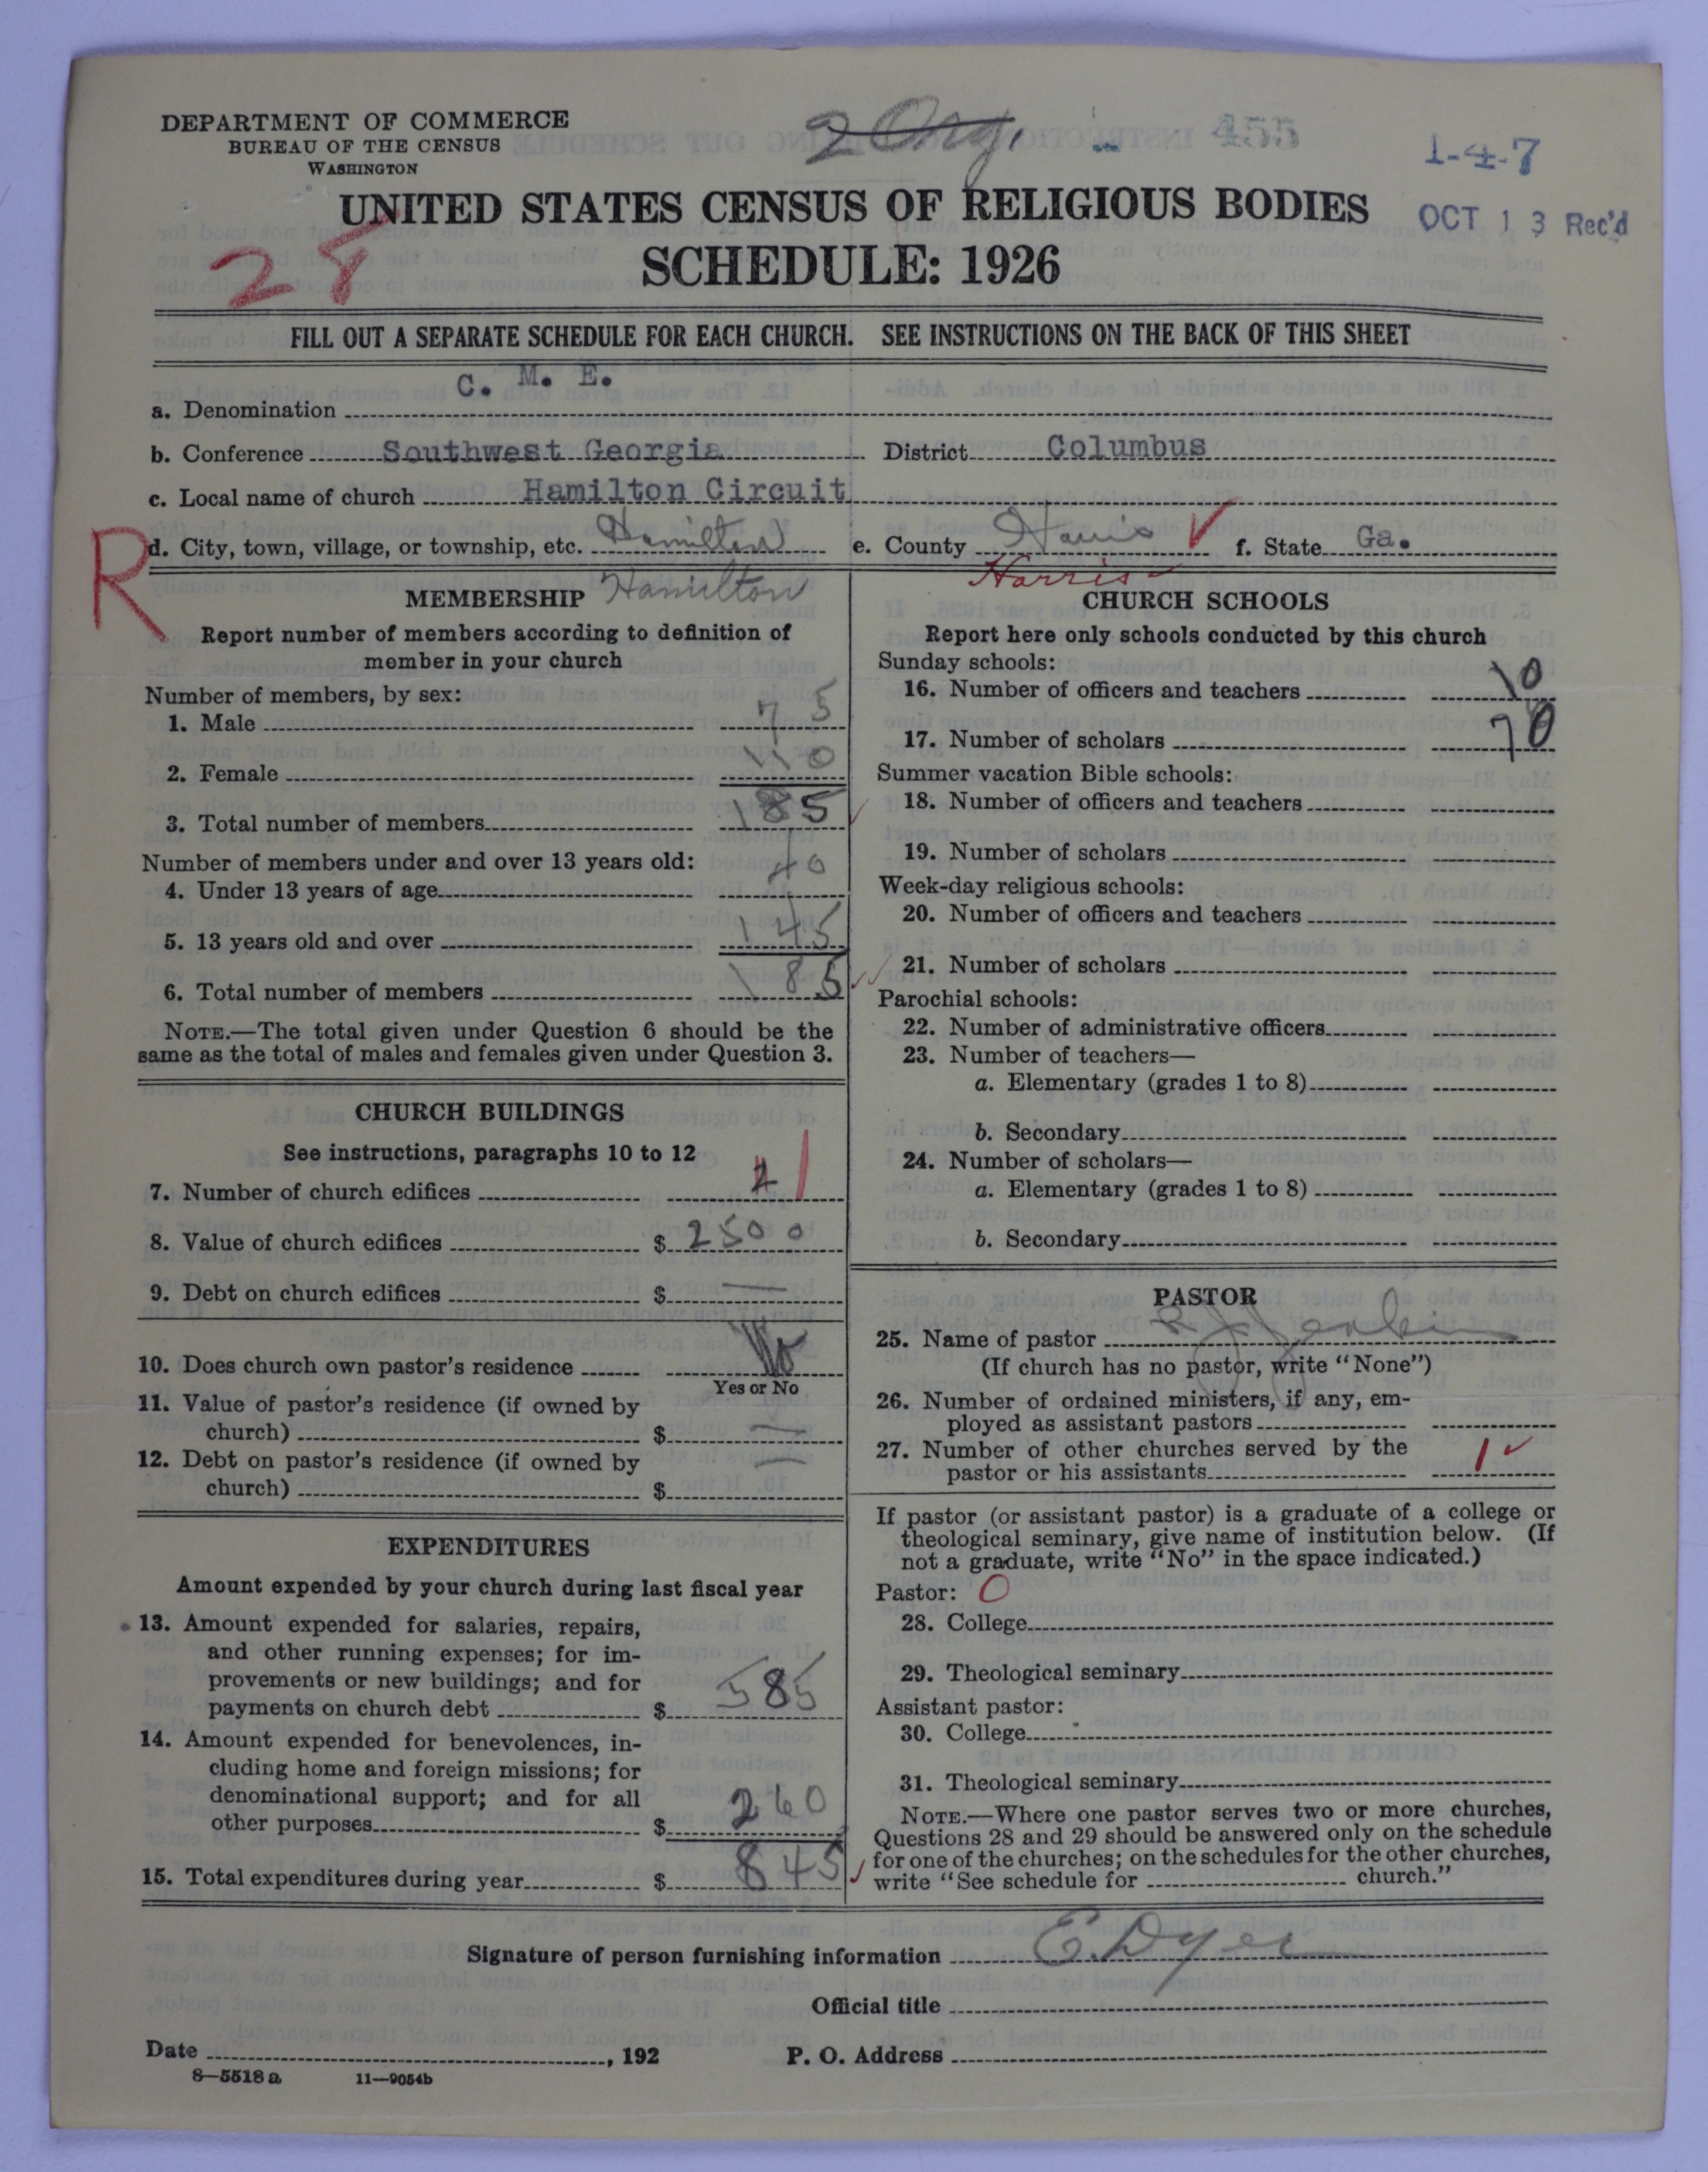 DEPARTMENT OF COMMERCE
BUREAU OF THE CENSUS
WASHINGTON
2 Org.
455
1-4-7
OCT 13 Rec'd
UNITED STATES CENSUS OF RELIGIOUS BODIES
SCHEDULE: 1926
28
FILL OUT A SEPARATE SCHEDULE FOR EACH CHURCH. SEE INSTRUCTIONS ON THE BACK OF THIS SHEET
a. Denomination C. M. E.
b. Conference Southwest Georgia District Columbus
c. Local name of church Hamilton Circuit
R
d. City, town, village, or township, etc. Hamilton e. County Harris f. State Ga.
Harris
MEMBERSHIP Hamilton
Report number of members according to definition of
member in your church
Number of members, by sex:
1. Male 75
2. Female 110
3. Total number of members 185
Number of members under and over 13 years old:
4. Under 13 years of age 40
5. 13 years old and over 145
6. Total number of members 185
NOTE.—The total given under Question 6 should be the
same as the total of males and females given under Question 3.
CHURCH BUILDINGS
See instructions, paragraphs 10 to 12
7. Number of church edifices 2 1
8. Value of church edifices $ 2500
9. Debt on church edifices $ —
10. Does church own pastor's residence No
Yes or No
11. Value of pastor's residence (if owned by
church) $ —
12. Debt on pastor's residence (if owned by
church) $ —
EXPENDITURES
Amount expended by your church during last fiscal year
13. Amount expended for salaries, repairs,
and other running expenses; for im-
provements or new buildings; and for
payments on church debt $ 585
14. Amount expended for benevolences, in-
cluding home and foreign missions; for
denominational support; and for all
other purposes $ 260
15. Total expenditures during year $ 845
CHURCH SCHOOLS
Report here only schools conducted by this church
Sunday schools:
16. Number of officers and teachers 10
17. Number of scholars 70
Summer vacation Bible schools:
18. Number of officers and teachers
19. Number of scholars
Week-day religious schools:
20. Number of officers and teachers
21. Number of scholars
Parochial schools:
22. Number of administrative officers
23. Number of teachers—
a. Elementary (grades 1 to 8)
b. Secondary
24. Number of scholars—
a. Elementary (grades 1 to 8)
b. Secondary
PASTOR
25. Name of pastor R J Jenkins
(If church has no pastor, write "None")
26. Number of ordained ministers, if any, em-
ployed as assistant pastors
27. Number of other churches served by the
pastor or his assistants 1
If pastor (or assistant pastor) is a graduate of a college or
theological seminary, give name of institution below. (If
not a graduate, write "No" in the space indicated.)
Pastor: O
28. College
29. Theological seminary
Assistant pastor:
30. College
31. Theological seminary
NOTE.—Where one pastor serves two or more churches,
Questions 28 and 29 should be answered only on the schedule
for one of the churches; on the schedules for the other churches,
write "See schedule for church."
Signature of person furnishing information E. Dyer
Official title
Date , 192 P. O. Address
8—5518 a 11—9054b